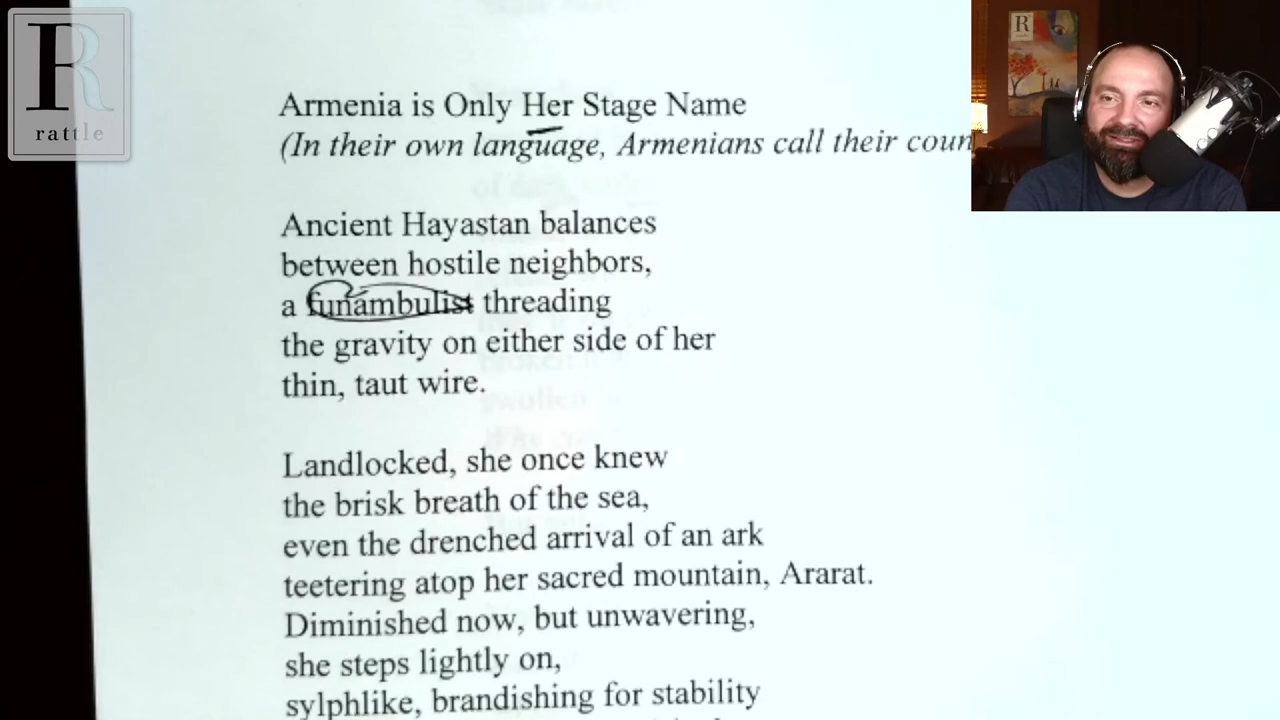 R
rattle
R
Armenia is Only Her Stage Name
(In their own language, Armenians call their coun
Ancient Hayastan balances
between hostile neighbors,
a funambulist threading
the gravity on either side of her
thin, taut wire.
Landlocked, she once knew
the brisk breath of the sea,
even the drenched arrival of an ark
teetering atop her sacred mountain, Ararat.
Diminished now, but unwavering,
she steps lightly on,
sylphlike, brandishing for stability